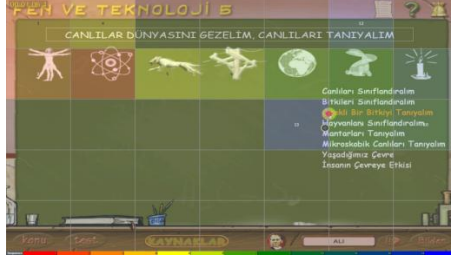 FEN VE TEKNOLOJİ 5
CANLILAR DÜNYASINI GEZELİM, CANLILARI TANIYALIM
Canlıları Sınıflandıralım
Bitkileri Sınıflandıralım
Çiçekli Bir Bitkiyi Tanıyalım
Hayvanları Sınıflandıralım
Mantarları Tanıyalım
Mikroskobik Canlıları Tanıyalım
Yaşadığımız Çevre
İnsanın Çevreye Etkisi
konu
test
KAYNAKLAR
ALI